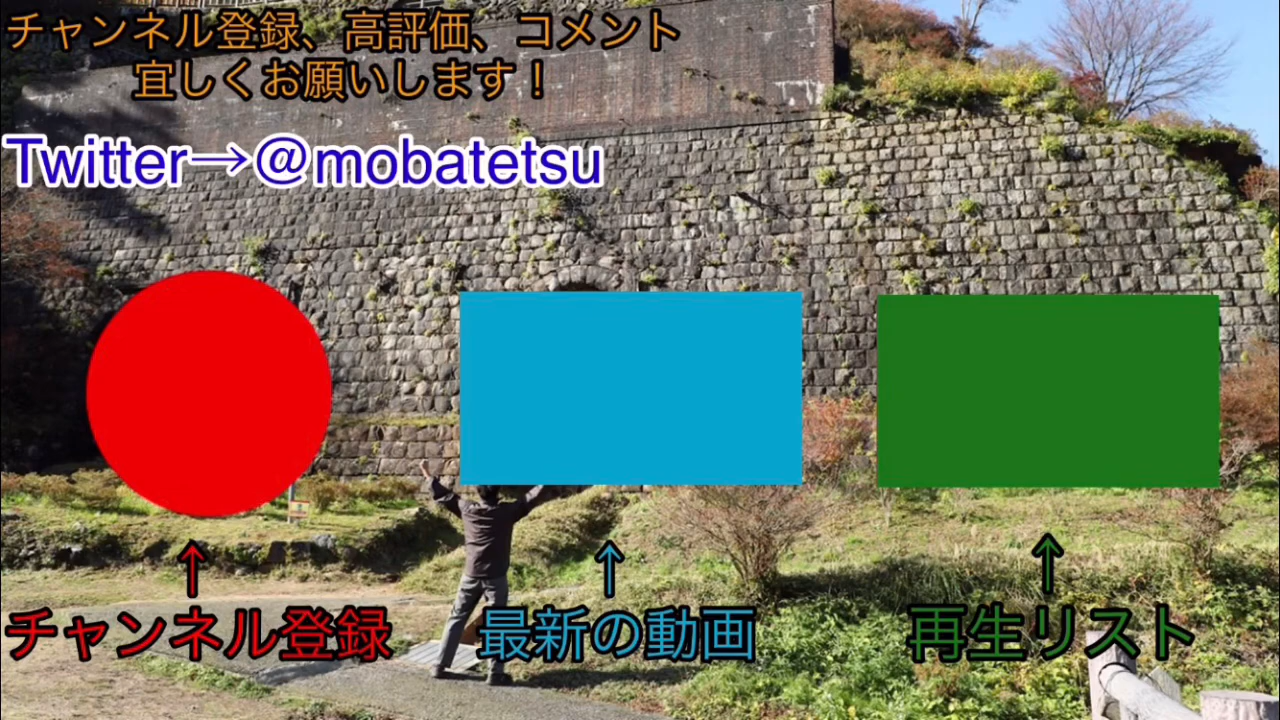 チャンネル登録、高評価、コメント
宜しくお願いします！
Twitter→@mobatetsu
↑ ↑ ↑
チャンネル登録 最新の動画 再生リスト